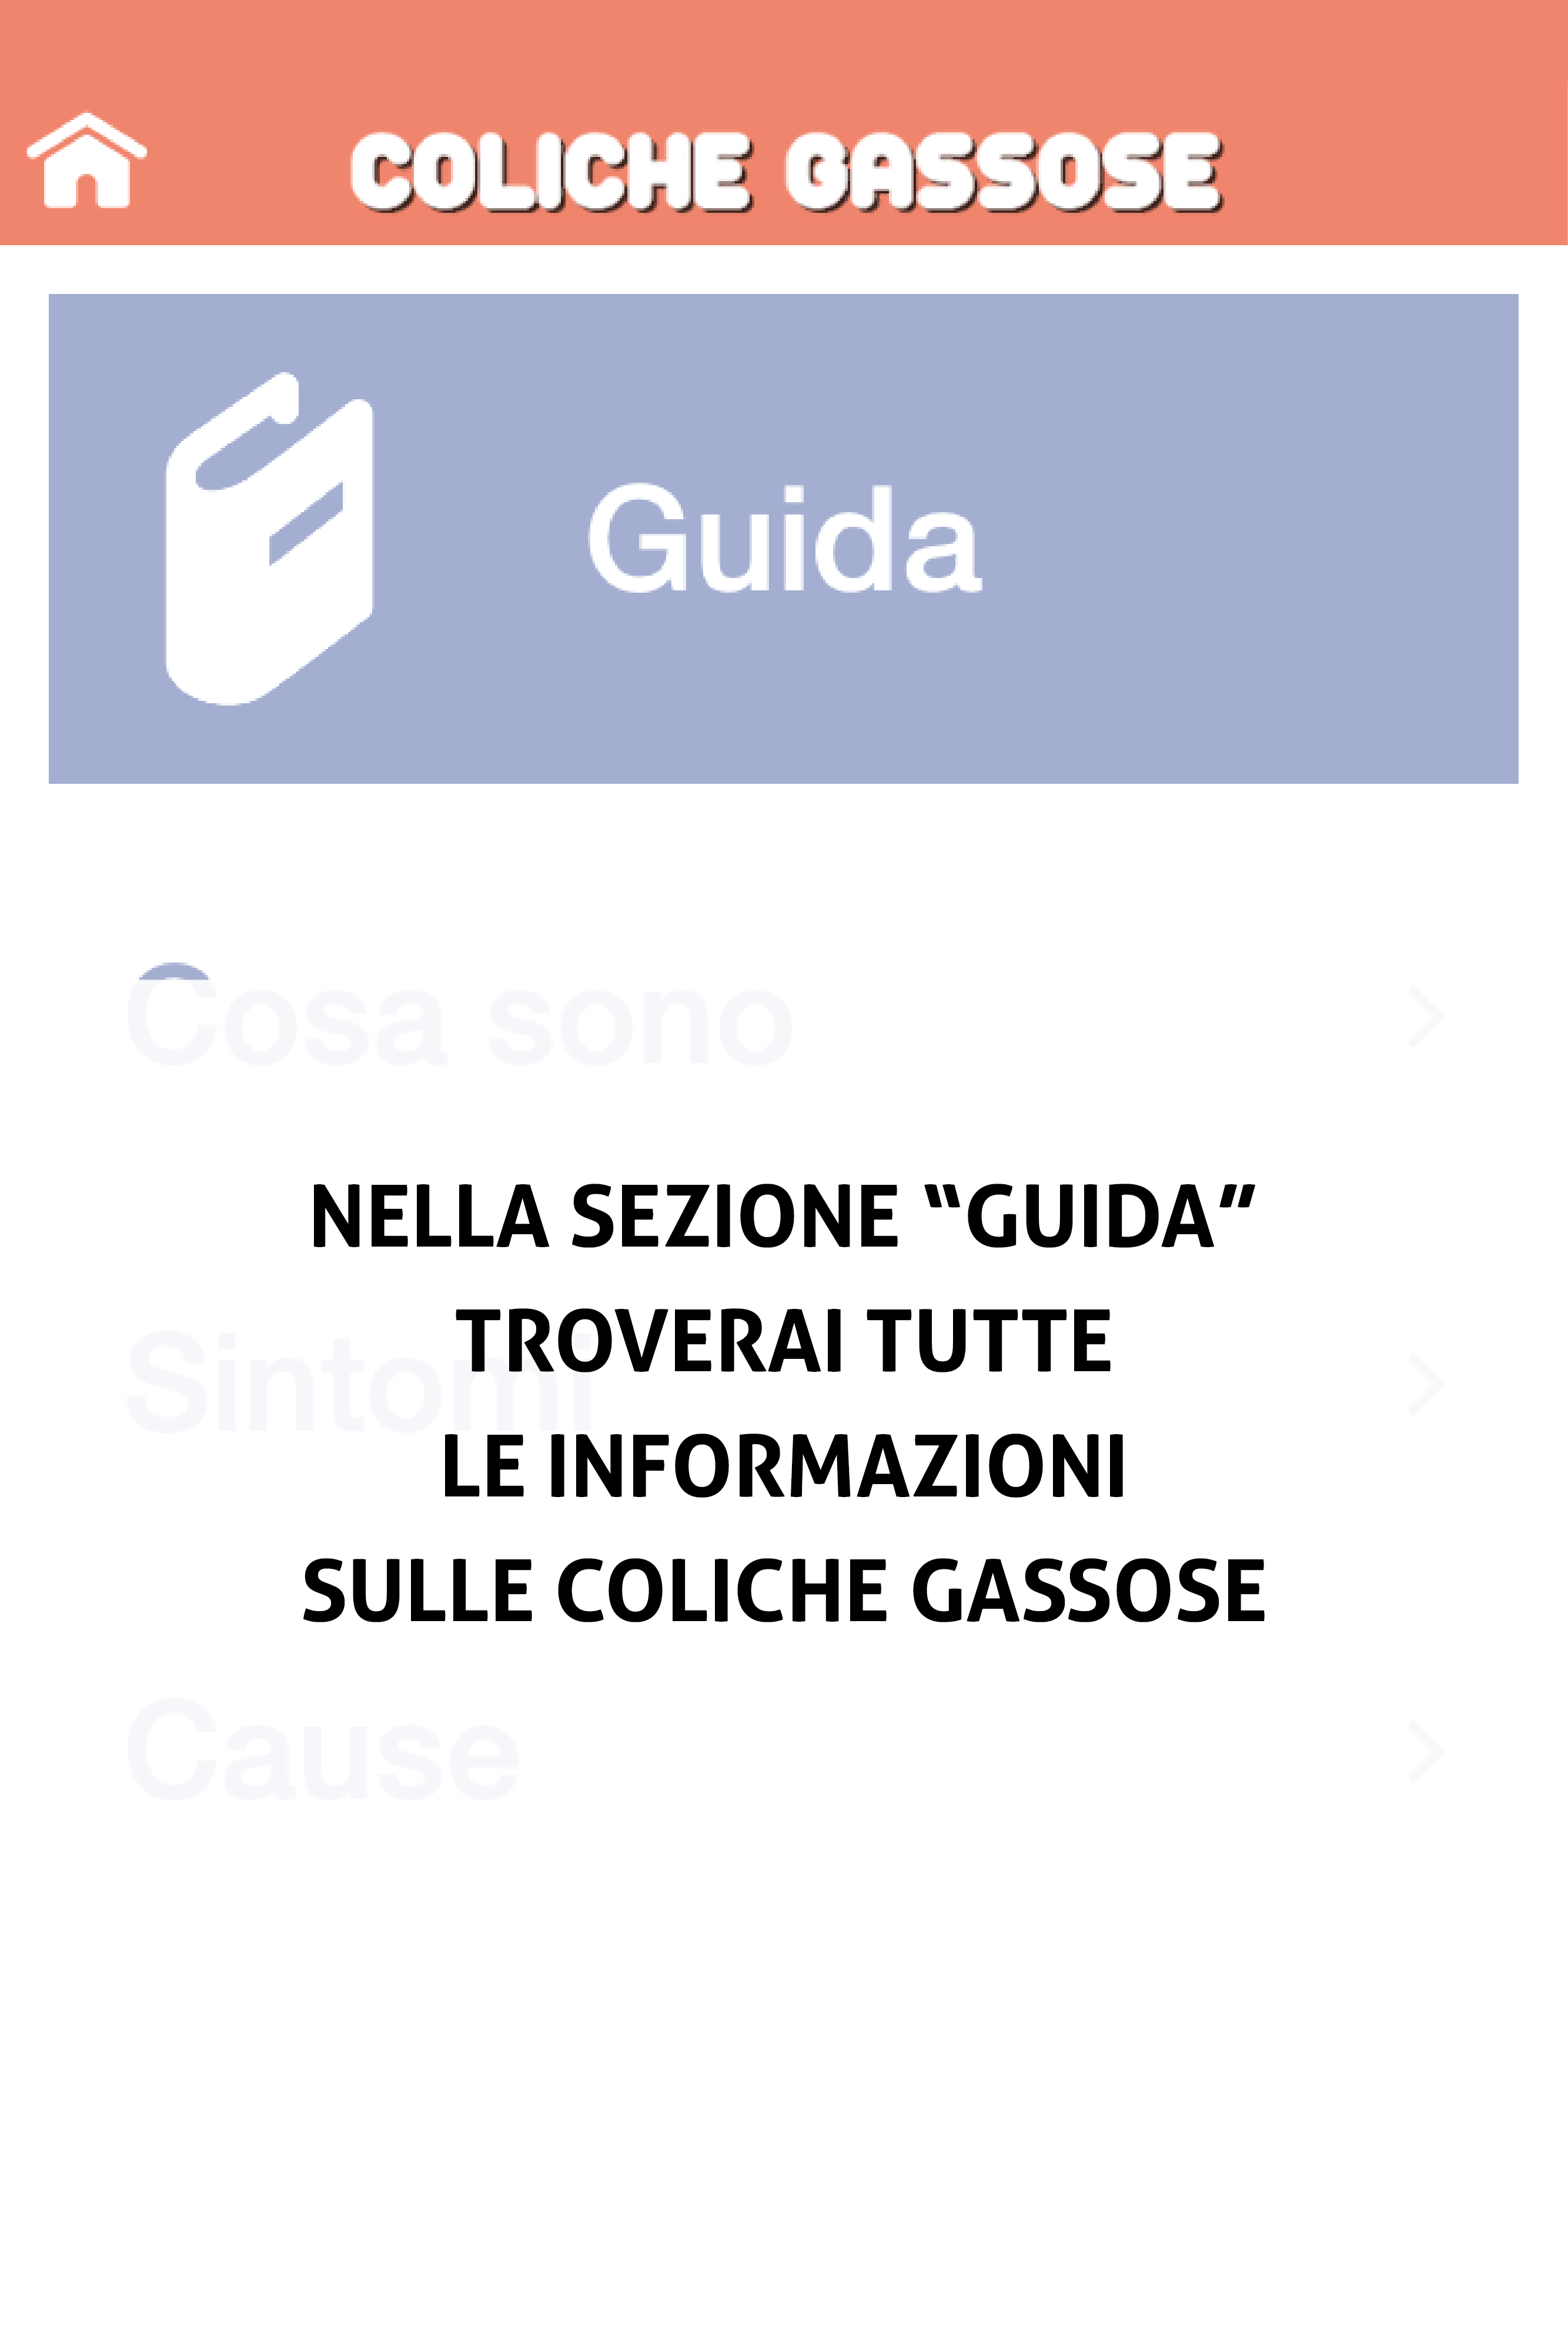 COLICHE GASSOSE
Guida
Cosa sono
NELLA SEZIONE “GUIDA”
TROVERAI TUTTE
Sintomi
LE INFORMAZIONI
SULLE COLICHE GASSOSE
Cause